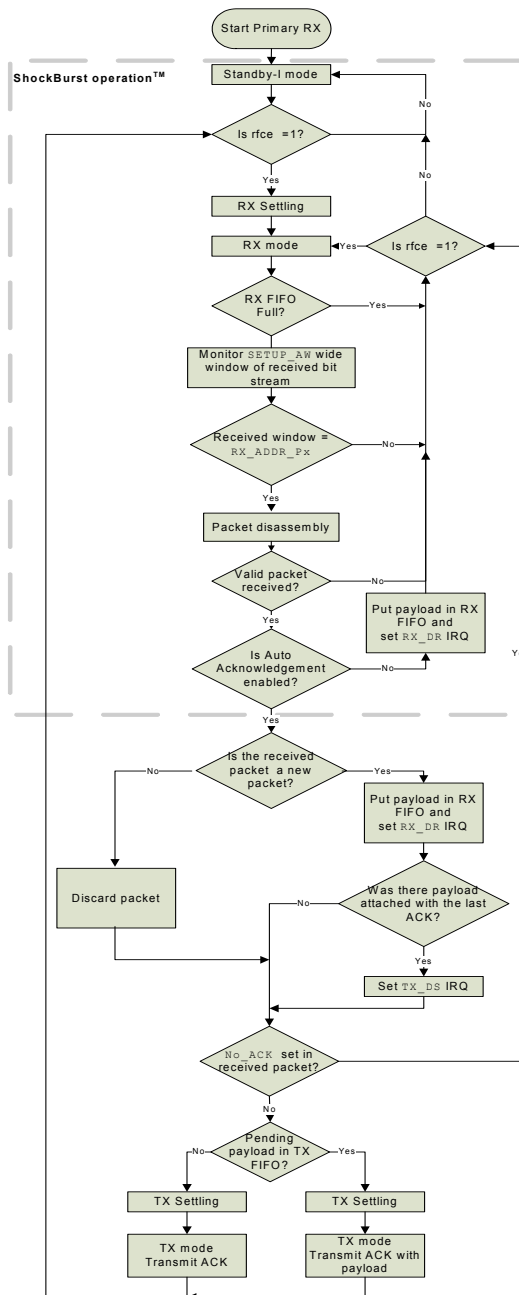 Start Primary RX
ShockBurst operation™
Standby-I mode
No
Is rfce =1?
Yes
No
RX Settling
RX mode
Yes
Is rfce =1?
RX FIFO
Full?
Yes
Monitor SETUP_AW wide
window of received bit
stream
Received window =
RX_ADDR_Px
No
Yes
Packet disassembly
Valid packet
received?
No
Yes
Put payload in RX
FIFO and
set RX_DR IRQ
Is Auto
Acknowledgement
enabled?
No
Ye
Yes
Is the received
packet a new
packet?
No
Yes
Put payload in RX
FIFO and
set RX_DR IRQ
Discard packet
Was there payload
attached with the last
ACK?
No
Yes
Set TX_DS IRQ
No_ACK set in
received packet?
No
Pending
payload in TX
FIFO?
No
Yes
TX Settling
TX Settling
TX mode
Transmit ACK
TX mode
Transmit ACK with
payload